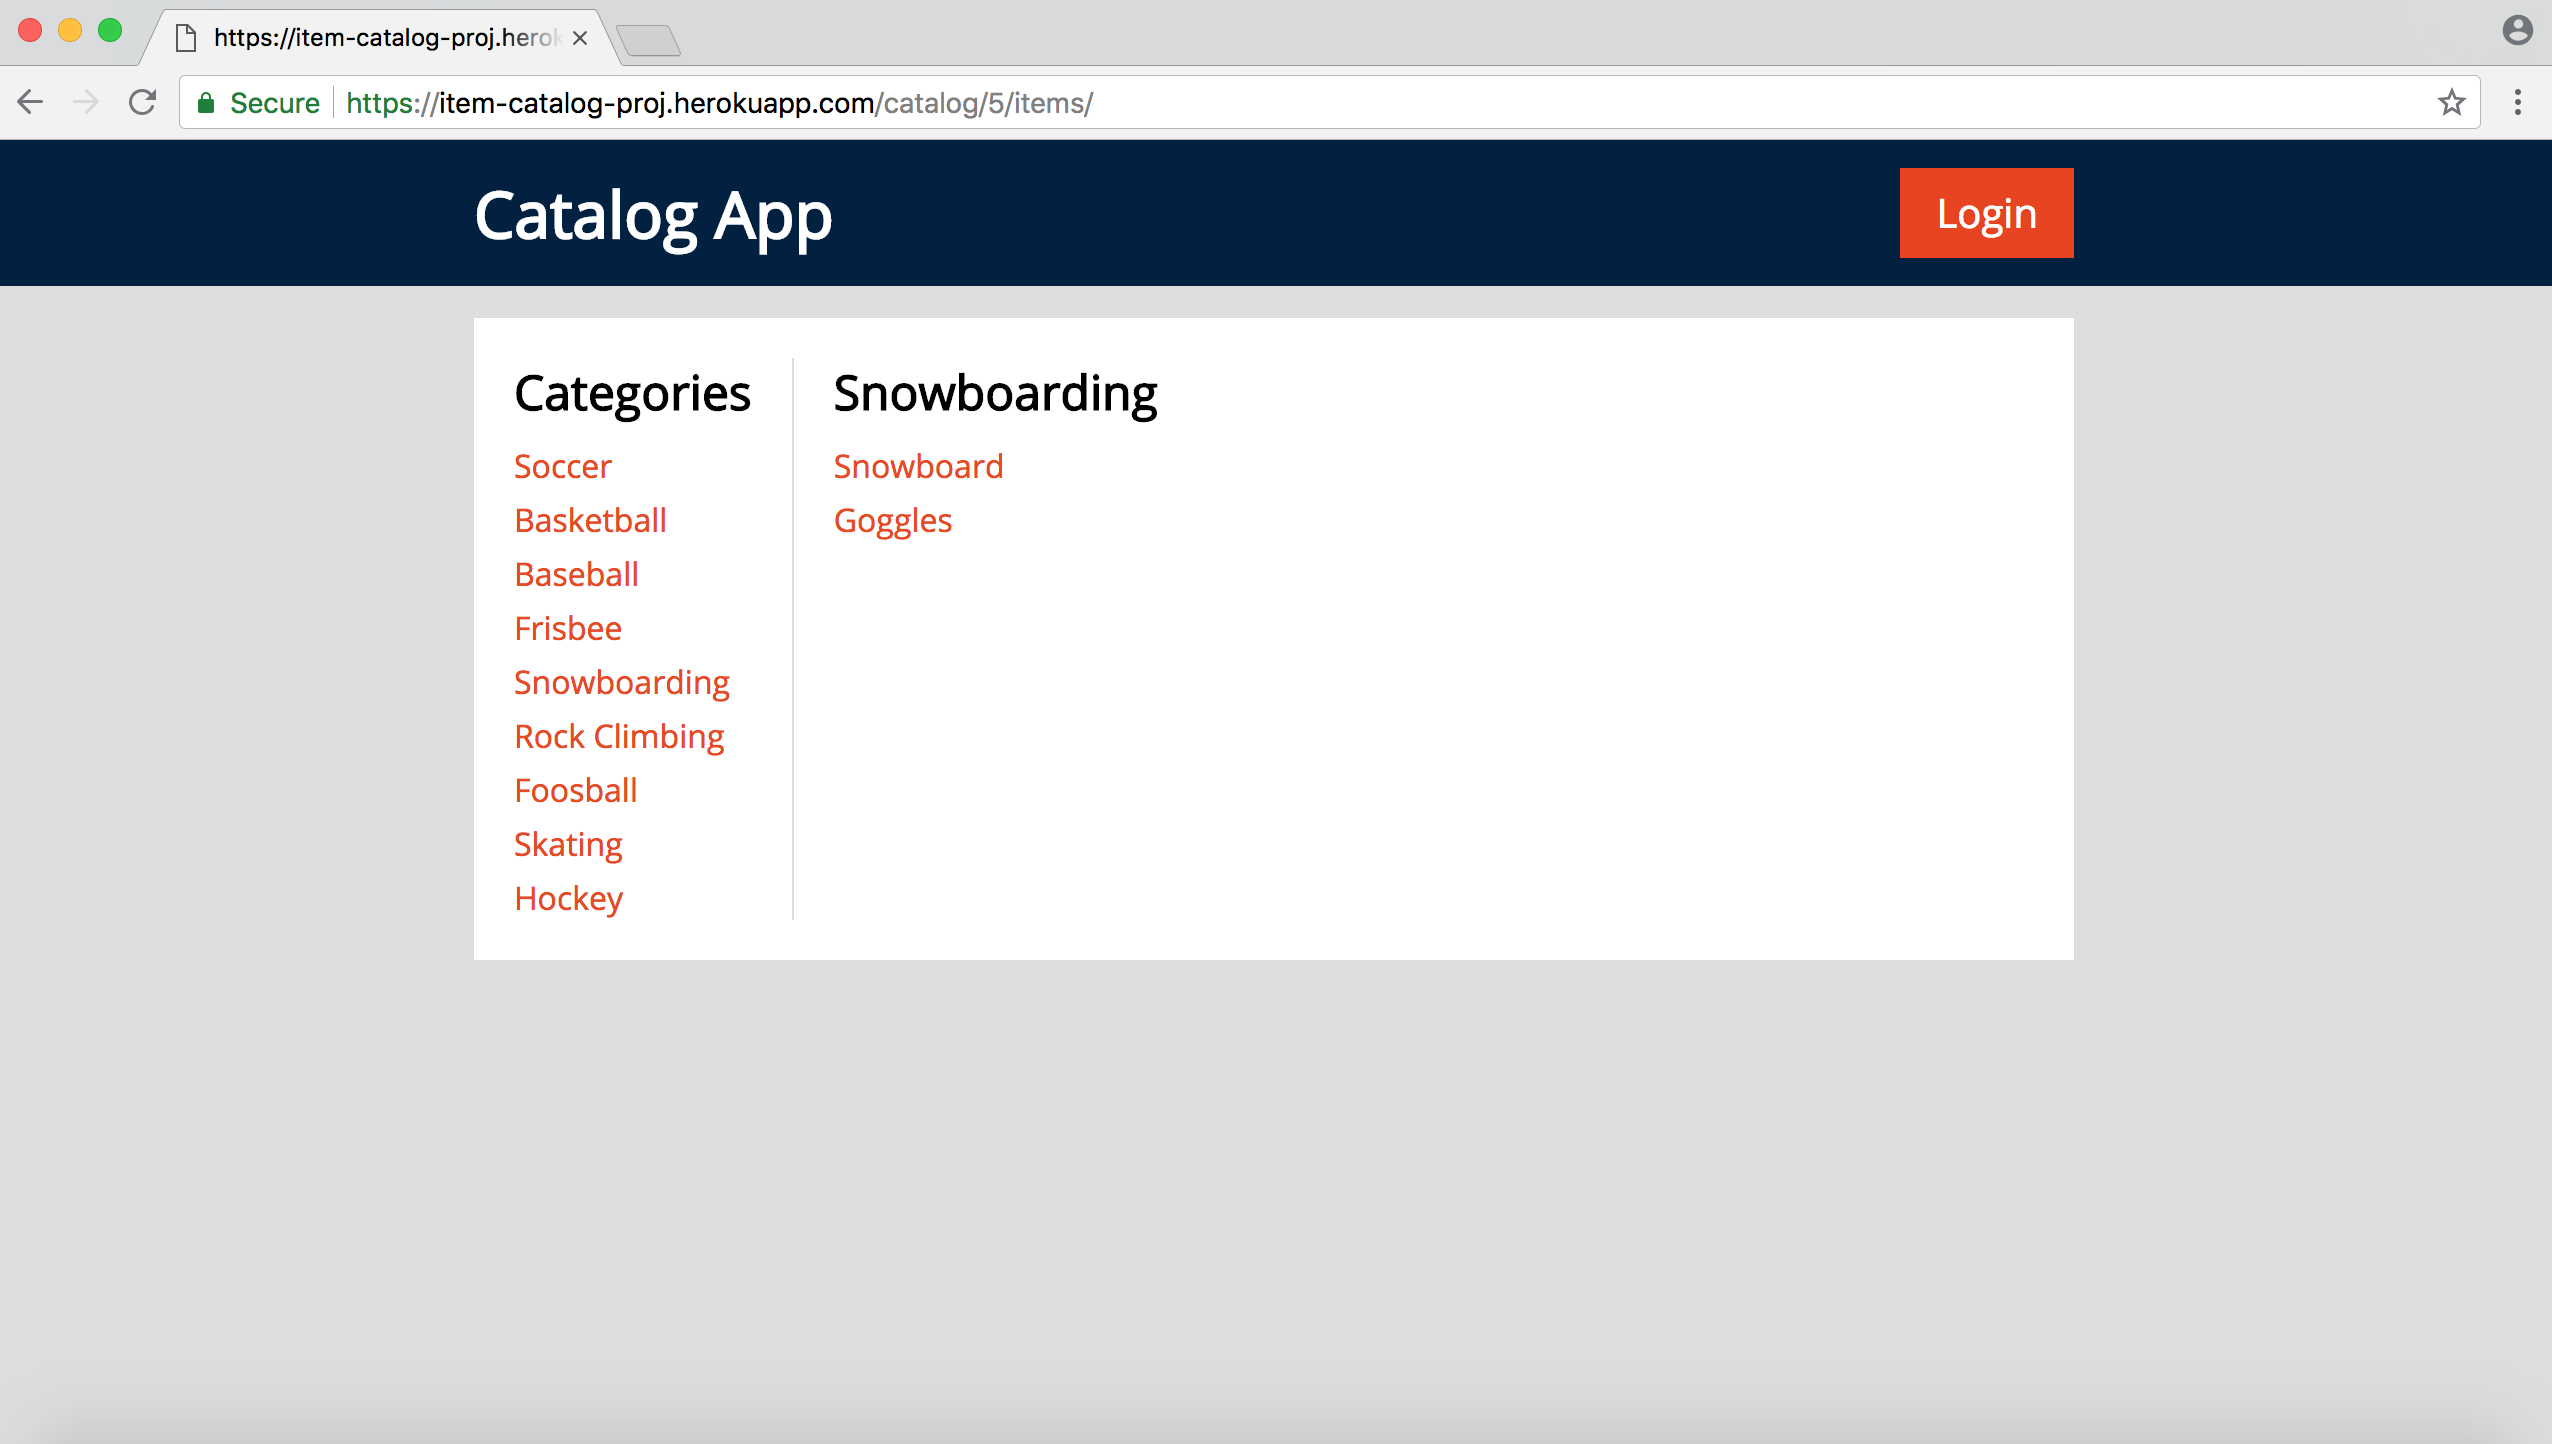 https://item-catalog-proj.herok
Secure https://item-catalog-proj.herokuapp.com/catalog/5/items/
Catalog App
Login
Categories
Soccer
Basketball
Baseball
Frisbee
Snowboarding
Rock Climbing
Foosball
Skating
Hockey
Snowboarding
Snowboard
Goggles